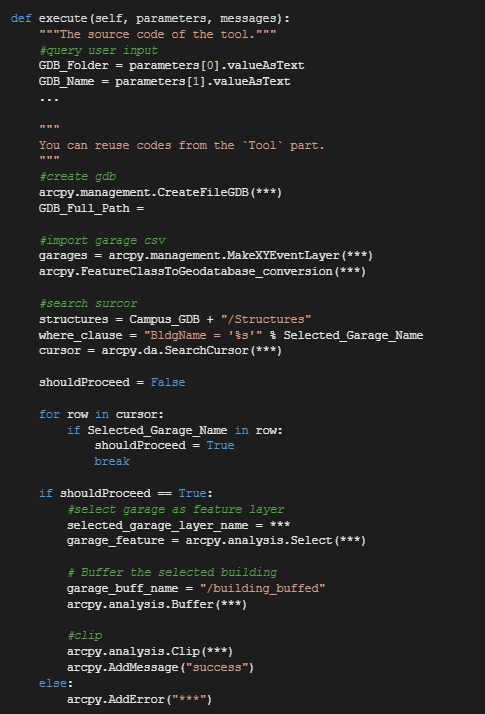 def execute(self, parameters, messages):
    """The source code of the tool."""
    #query user input
    GDB_Folder = parameters[0].valueAsText
    GDB_Name = parameters[1].valueAsText
    ...
    """
    You can reuse codes from the `Tool` part.
    """
    #create gdb
    arcpy.management.CreateFileGDB(***)
    GDB_Full_Path =
    #import garage csv
    garages = arcpy.management.MakeXYEventLayer(***)
    arcpy.FeatureClassToGeodatabase_conversion(***)
    #search surcor
    structures = Campus_GDB + "/Structures"
    where_clause = "BldgName = '%s'" % Selected_Garage_Name
    cursor = arcpy.da.SearchCursor(***)
    shouldProceed = False
    for row in cursor:
        if Selected_Garage_Name in row:
            shouldProceed = True
            break
    if shouldProceed == True:
        #select garage as feature layer
        selected_garage_layer_name = ***
        garage_feature = arcpy.analysis.Select(***)
        # Buffer the selected building
        garage_buff_name = "/building_buffed"
        arcpy.analysis.Buffer(***)
        #clip
        arcpy.analysis.Clip(***)
        arcpy.AddMessage("success")
    else:
        arcpy.AddError("***")